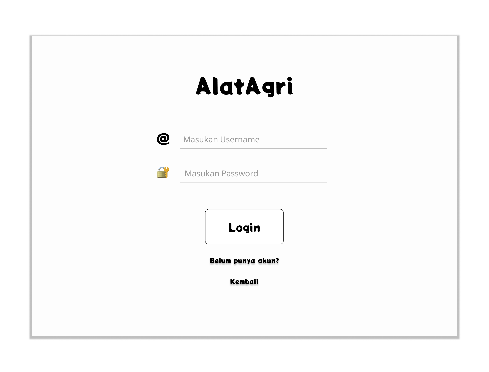 AlatAgri
@
Masukan Username
Masukan Password
Login
Belum punya akun?
Kembali